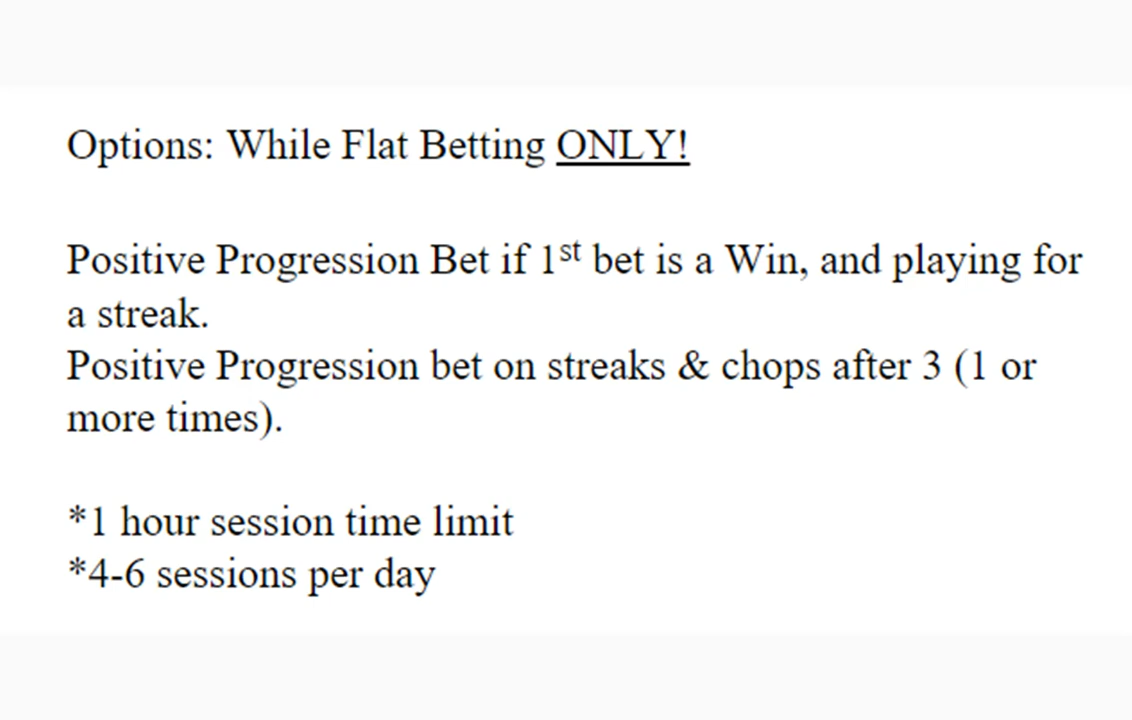 Options: While Flat Betting ONLY!
Positive Progression Bet if 1st bet is a Win, and playing for
a streak.
Positive Progression bet on streaks & chops after 3 (1 or
more times).
*1 hour session time limit
*4-6 sessions per day